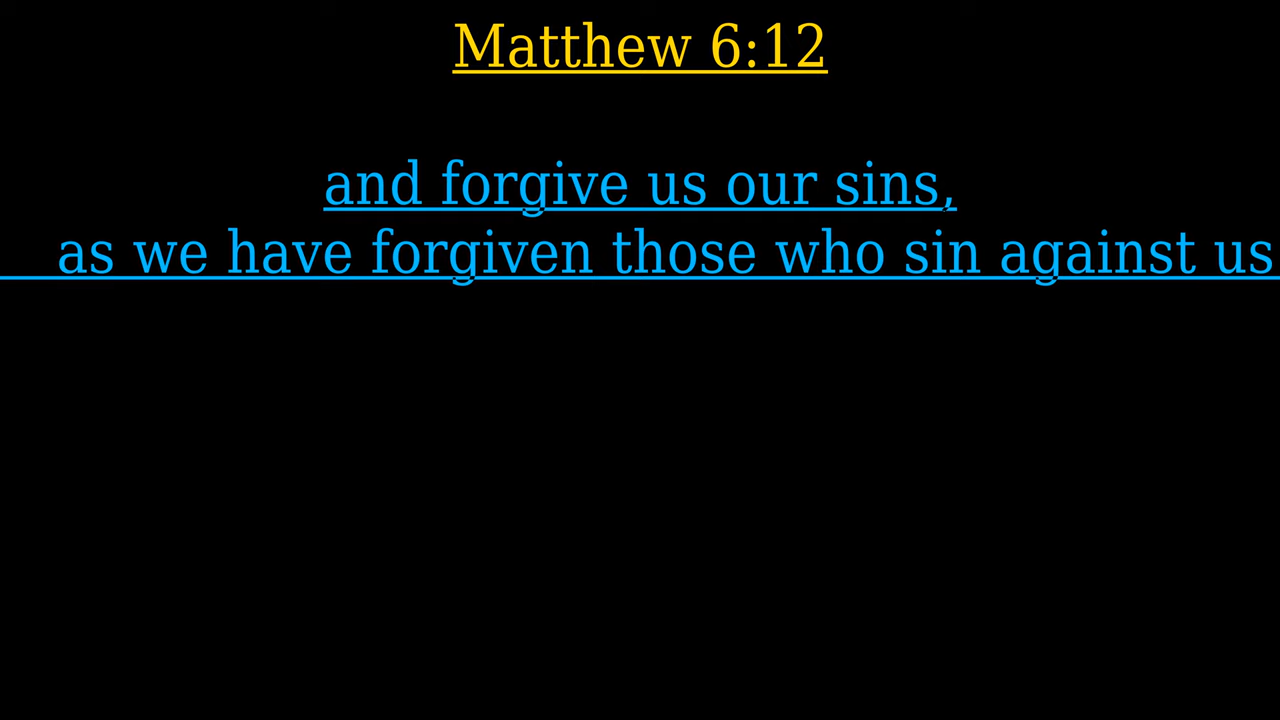 Matthew 6:12
and forgive us our sins,
as we have forgiven those who sin against us